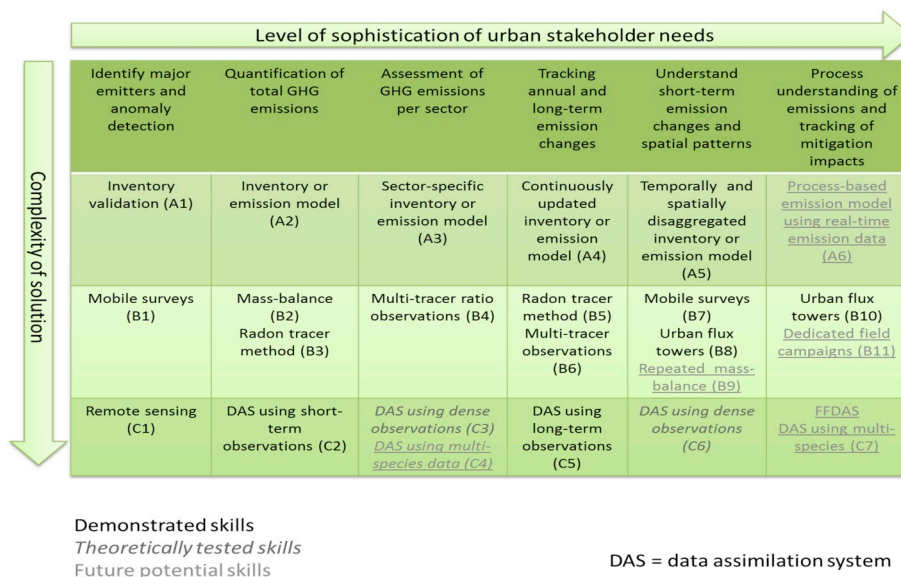 Level of sophistication of urban stakeholder needs
Complexity of solution
Identify major
emitters and
anomaly
detection
Quantification of
total GHG
emissions
Assessment of
GHG emissions
per sector
Tracking
annual and
long-term
emission
changes
Understand
short-term
emission
changes and
spatial patterns
Process
understanding of
emissions and
tracking of
mitigation
impacts
Inventory
validation (A1)
Inventory or
emission model
(A2)
Sector-specific
inventory or
emission model
(A3)
Continuously
updated
inventory or
emission
model (A4)
Temporally and
spatially
disaggregated
inventory or
emission model
(A5)
Process-based
emission model
using real-time
emission data
(A6)
Mobile surveys
(B1)
Mass-balance
(B2)
Radon tracer
method (B3)
Multi-tracer ratio
observations (B4)
Radon tracer
method (B5)
Multi-tracer
observations
(B6)
Mobile surveys
(B7)
Urban flux
towers (B8)
Repeated mass-
balance (B9)
Urban flux
towers (B10)
Dedicated field
campaigns (B11)
Remote sensing
(C1)
DAS using short-
term
observations (C2)
DAS using dense
observations (C3)
DAS using multi-
species data (C4)
DAS using
long-term
observations
(C5)
DAS using dense
observations
(C6)
FFDAS
DAS using multi-
species (C7)
Demonstrated skills
Theoretically tested skills
Future potential skills
DAS = data assimilation system